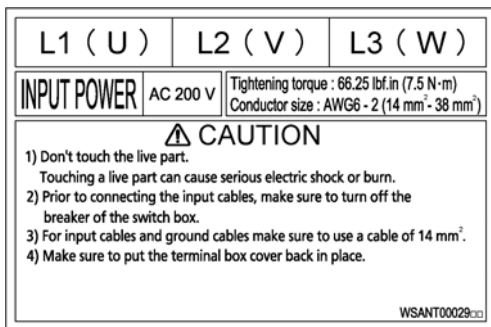 L1 ( U ) L2 ( V ) L3 ( W )
INPUT POWER AC 200 V Tightening torque : 66.25 lbf.in (7.5 N·m)
Conductor size : AWG6 - 2 (14 mm²- 38 mm²)
⚠ CAUTION
1) Don't touch the live part.
Touching a live part can cause serious electric shock or burn.
2) Prior to connecting the input cables, make sure to turn off the
breaker of the switch box.
3) For input cables and ground cables make sure to use a cable of 14 mm².
4) Make sure to put the terminal box cover back in place.
WSANT00029□□